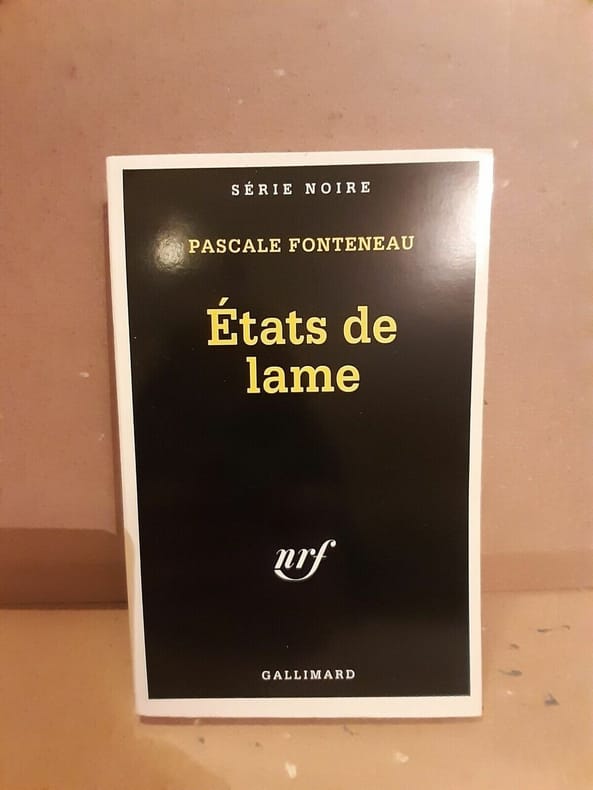 SÉRIE NOIRE
PASCALE FONTENEAU
États de
lame
nrf
GALLIMARD